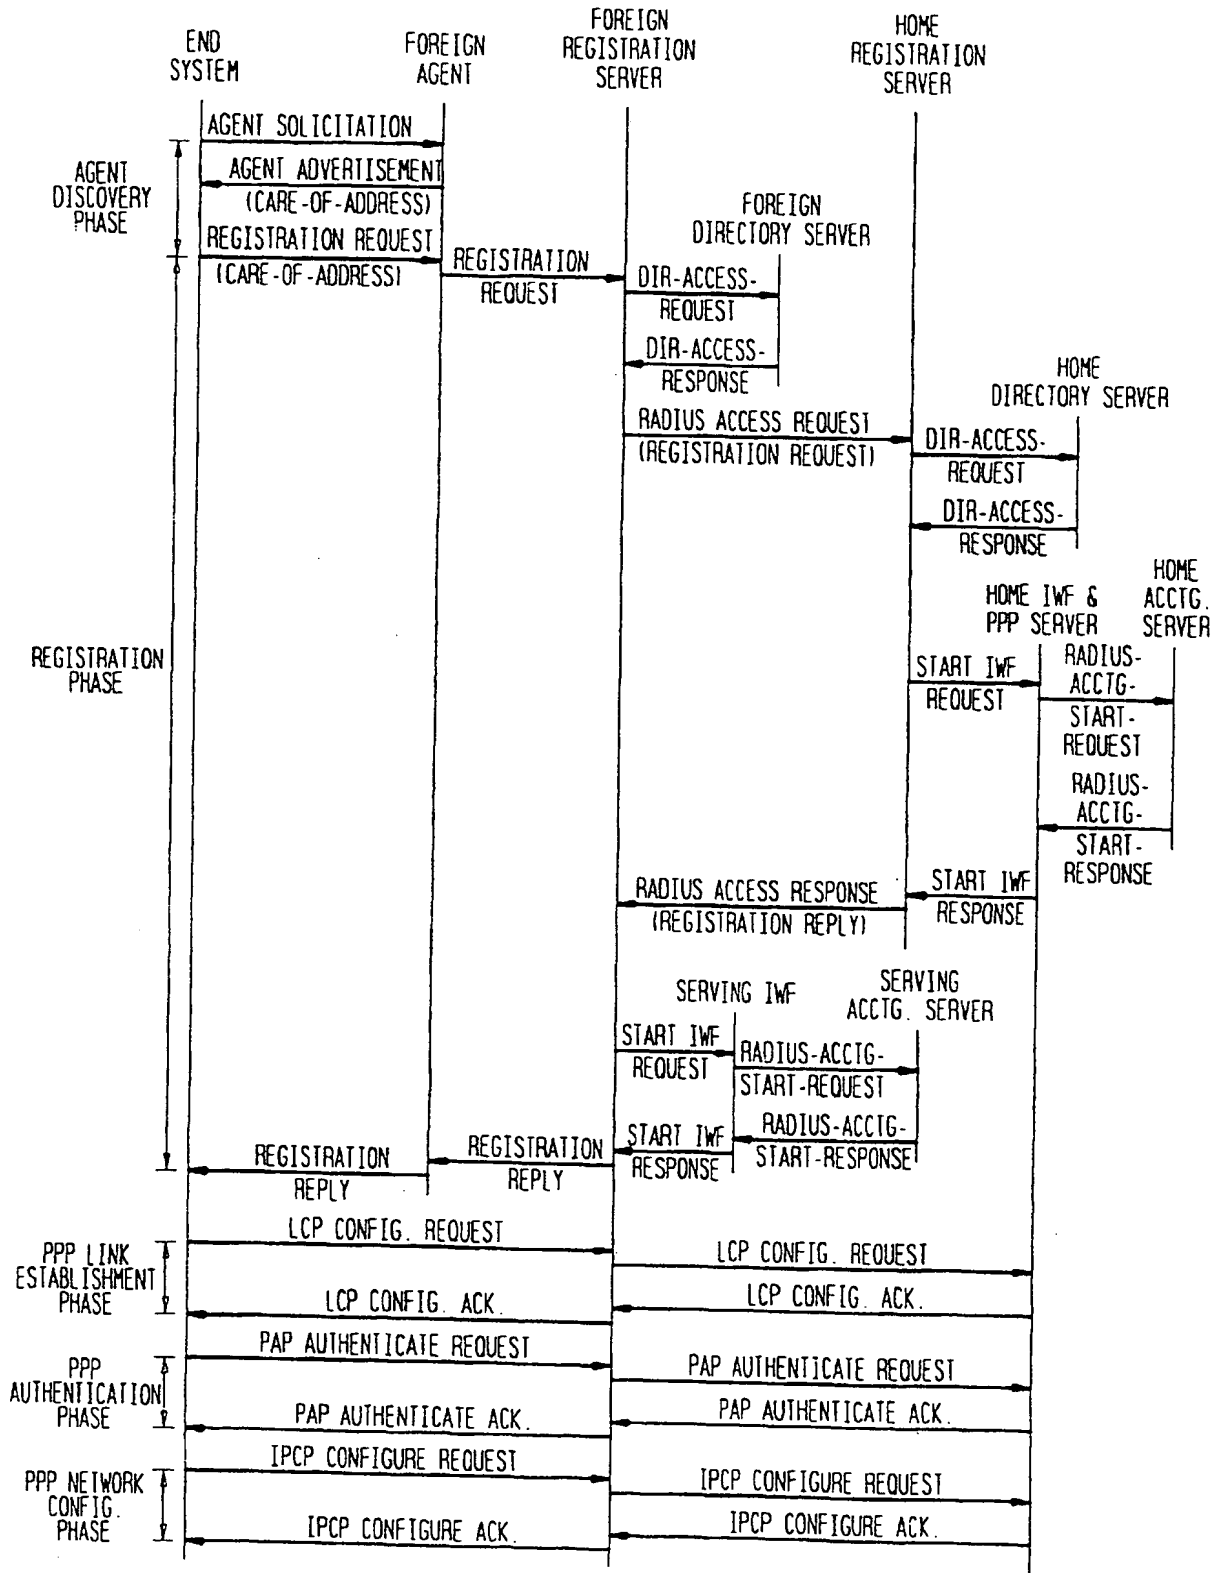 END
SYSTEM
FOREIGN
AGENT
FOREIGN
REGISTRATION
SERVER
HOME
REGISTRATION
SERVER
AGENT SOLICITATION
AGENT ADVERTISEMENT
(CARE-OF-ADDRESS)
AGENT
DISCOVERY
PHASE
REGISTRATION REQUEST
(CARE-OF-ADDRESS)
REGISTRATION
REQUEST
FOREIGN
DIRECTORY SERVER
DIR-ACCESS-
REQUEST
DIR-ACCESS-
RESPONSE
HOME
DIRECTORY SERVER
RADIUS ACCESS REQUEST
(REGISTRATION REQUEST)
DIR-ACCESS-
REQUEST
DIR-ACCESS-
RESPONSE
HOME IWF &
PPP SERVER
HOME
ACCTG.
SERVER
REGISTRATION
PHASE
START IWF
REQUEST
RADIUS-
ACCTG-
START-
REQUEST
RADIUS-
ACCTG-
START-
RESPONSE
START IWF
RESPONSE
RADIUS ACCESS RESPONSE
(REGISTRATION REPLY)
SERVING IWF
SERVING
ACCTG. SERVER
START IWF
REQUEST
RADIUS-ACCTG-
START-REQUEST
RADIUS-ACCTG-
START-RESPONSE
START IWF
RESPONSE
REGISTRATION
REPLY
REGISTRATION
REPLY
PPP LINK
ESTABLISHMENT
PHASE
LCP CONFIG. REQUEST
LCP CONFIG. REQUEST
LCP CONFIG. ACK.
LCP CONFIG. ACK.
PPP
AUTHENTICATION
PHASE
PAP AUTHENTICATE REQUEST
PAP AUTHENTICATE REQUEST
PAP AUTHENTICATE ACK.
PAP AUTHENTICATE ACK.
PPP NETWORK
CONFIG.
PHASE
IPCP CONFIGURE REQUEST
IPCP CONFIGURE REQUEST
IPCP CONFIGURE ACK.
IPCP CONFIGURE ACK.